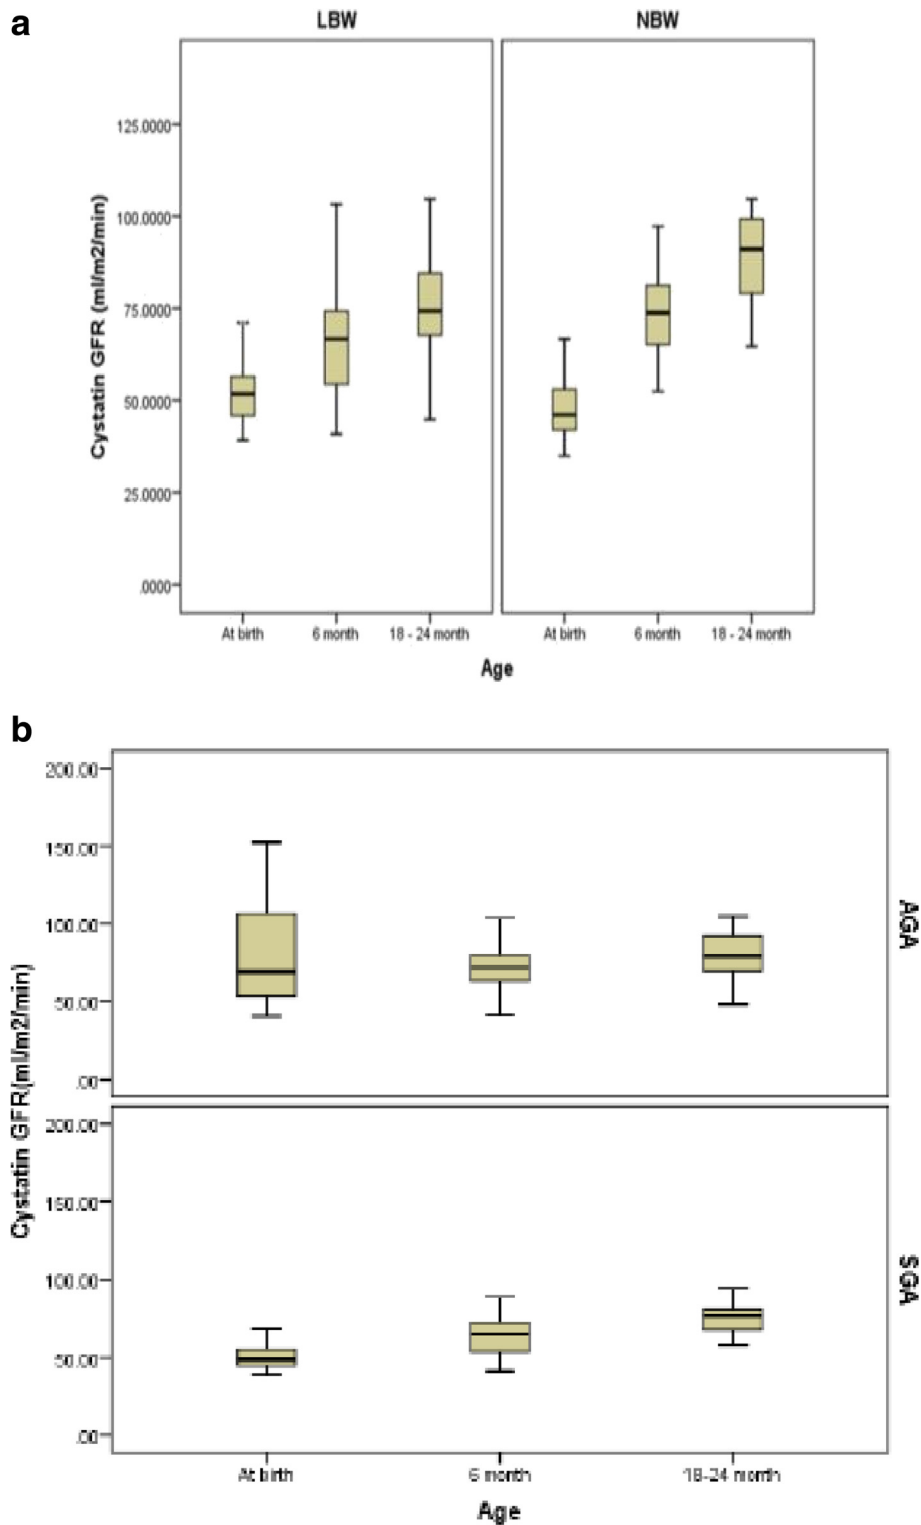 a
LBW NBW
125.0000
100.0000
75.0000
50.0000
25.0000
.0000
Cystatin GFR (ml/m2/min)
At birth 6 month 18 - 24 month At birth 6 month 18 - 24 month
Age
b
200.00
150.00
100.00
50.00
.00
AGA
Cystatin GFR(ml/m2/min)
200.00
150.00
100.00
50.00
.00
SGA
At birth 6 month 18-24 month
Age